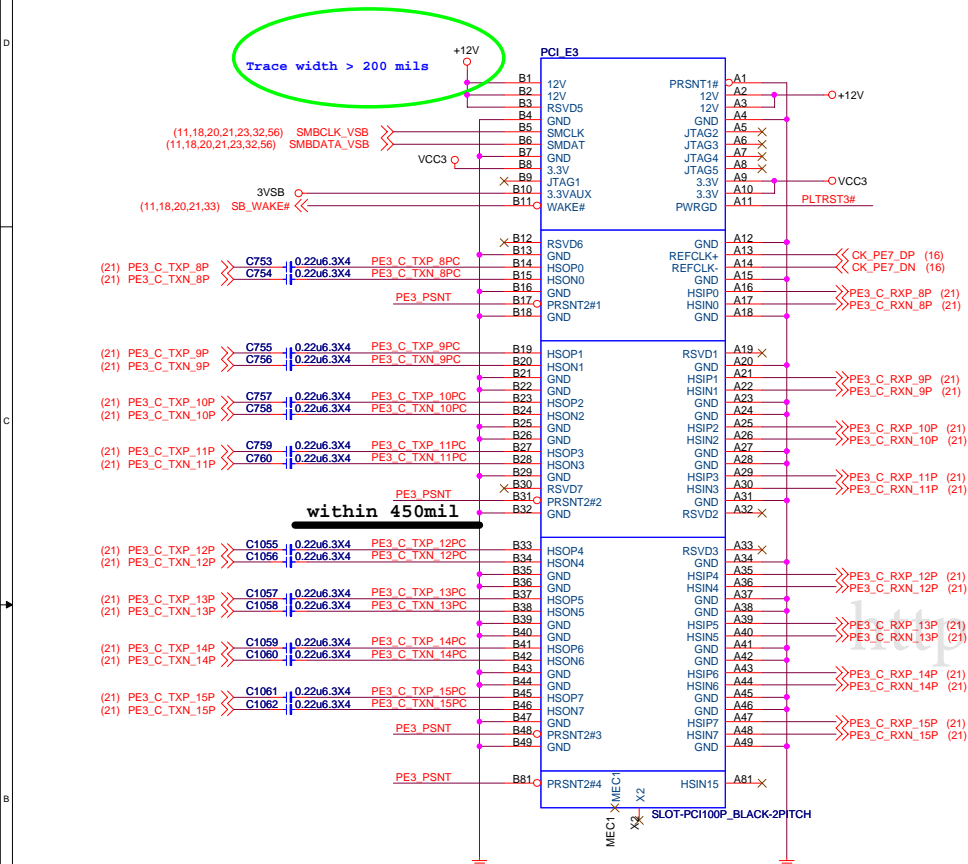 D
C
B
Trace width > 200 mils
+12V
PCI_E3
B1 12V PRSNT1# A1
B2 12V 12V A2 +12V
B3 RSVD5 12V A3
B4 GND GND A4
(11,18,20,21,23,32,56) SMBCLK_VSB B5 SMCLK JTAG2 A5
(11,18,20,21,23,32,56) SMBDATA_VSB B6 SMDAT JTAG3 A6
B7 GND JTAG4 A7
VCC3 B8 3.3V JTAG5 A8
B9 JTAG1 3.3V A9 VCC3
3VSB B10 3.3VAUX 3.3V A10
(11,18,20,21,33) SB_WAKE# B11 WAKE# PWRGD A11 PLTRST3#
B12 RSVD6 GND A12
B13 GND REFCLK+ A13 CK_PE7_DP (16)
(21) PE3_C_TXP_8P C753 0.22u6.3X4 PE3_C_TXP_8PC B14 HSOP0 REFCLK- A14 CK_PE7_DN (16)
(21) PE3_C_TXN_8P C754 0.22u6.3X4 PE3_C_TXN_8PC B15 HSON0 GND A15
B16 GND HSIP0 A16 PE3_C_RXP_8P (21)
PE3_PSNT B17 PRSNT2#1 HSIN0 A17 PE3_C_RXN_8P (21)
B18 GND GND A18
(21) PE3_C_TXP_9P C755 0.22u6.3X4 PE3_C_TXP_9PC B19 HSOP1 RSVD1 A19
(21) PE3_C_TXN_9P C756 0.22u6.3X4 PE3_C_TXN_9PC B20 HSON1 GND A20
B21 GND HSIP1 A21 PE3_C_RXP_9P (21)
B22 GND HSIN1 A22 PE3_C_RXN_9P (21)
(21) PE3_C_TXP_10P C757 0.22u6.3X4 PE3_C_TXP_10PC B23 HSOP2 GND A23
(21) PE3_C_TXN_10P C758 0.22u6.3X4 PE3_C_TXN_10PC B24 HSON2 GND A24
B25 GND HSIP2 A25 PE3_C_RXP_10P (21)
B26 GND HSIN2 A26 PE3_C_RXN_10P (21)
(21) PE3_C_TXP_11P C759 0.22u6.3X4 PE3_C_TXP_11PC B27 HSOP3 GND A27
(21) PE3_C_TXN_11P C760 0.22u6.3X4 PE3_C_TXN_11PC B28 HSON3 GND A28
B29 GND HSIP3 A29 PE3_C_RXP_11P (21)
B30 RSVD7 HSIN3 A30 PE3_C_RXN_11P (21)
PE3_PSNT B31 PRSNT2#2 GND A31
within 450mil B32 GND RSVD2 A32
(21) PE3_C_TXP_12P C1055 0.22u6.3X4 PE3_C_TXP_12PC B33 HSOP4 RSVD3 A33
(21) PE3_C_TXN_12P C1056 0.22u6.3X4 PE3_C_TXN_12PC B34 HSON4 GND A34
B35 GND HSIP4 A35 PE3_C_RXP_12P (21)
B36 GND HSIN4 A36 PE3_C_RXN_12P (21)
(21) PE3_C_TXP_13P C1057 0.22u6.3X4 PE3_C_TXP_13PC B37 HSOP5 GND A37
(21) PE3_C_TXN_13P C1058 0.22u6.3X4 PE3_C_TXN_13PC B38 HSON5 GND A38
B39 GND HSIP5 A39 PE3_C_RXP_13P (21)
B40 GND HSIN5 A40 PE3_C_RXN_13P (21)
http
(21) PE3_C_TXP_14P C1059 0.22u6.3X4 PE3_C_TXP_14PC B41 HSOP6 GND A41
(21) PE3_C_TXN_14P C1060 0.22u6.3X4 PE3_C_TXN_14PC B42 HSON6 GND A42
B43 GND HSIP6 A43 PE3_C_RXP_14P (21)
B44 GND HSIN6 A44 PE3_C_RXN_14P (21)
(21) PE3_C_TXP_15P C1061 0.22u6.3X4 PE3_C_TXP_15PC B45 HSOP7 GND A45
(21) PE3_C_TXN_15P C1062 0.22u6.3X4 PE3_C_TXN_15PC B46 HSON7 GND A46
B47 GND HSIP7 A47 PE3_C_RXP_15P (21)
PE3_PSNT B48 PRSNT2#3 HSIN7 A48 PE3_C_RXN_15P (21)
B49 GND GND A49
PE3_PSNT B81 PRSNT2#4 HSIN15 A81
MEC1 X2
MEC1 X2
SLOT-PCI100P_BLACK-2PITCH